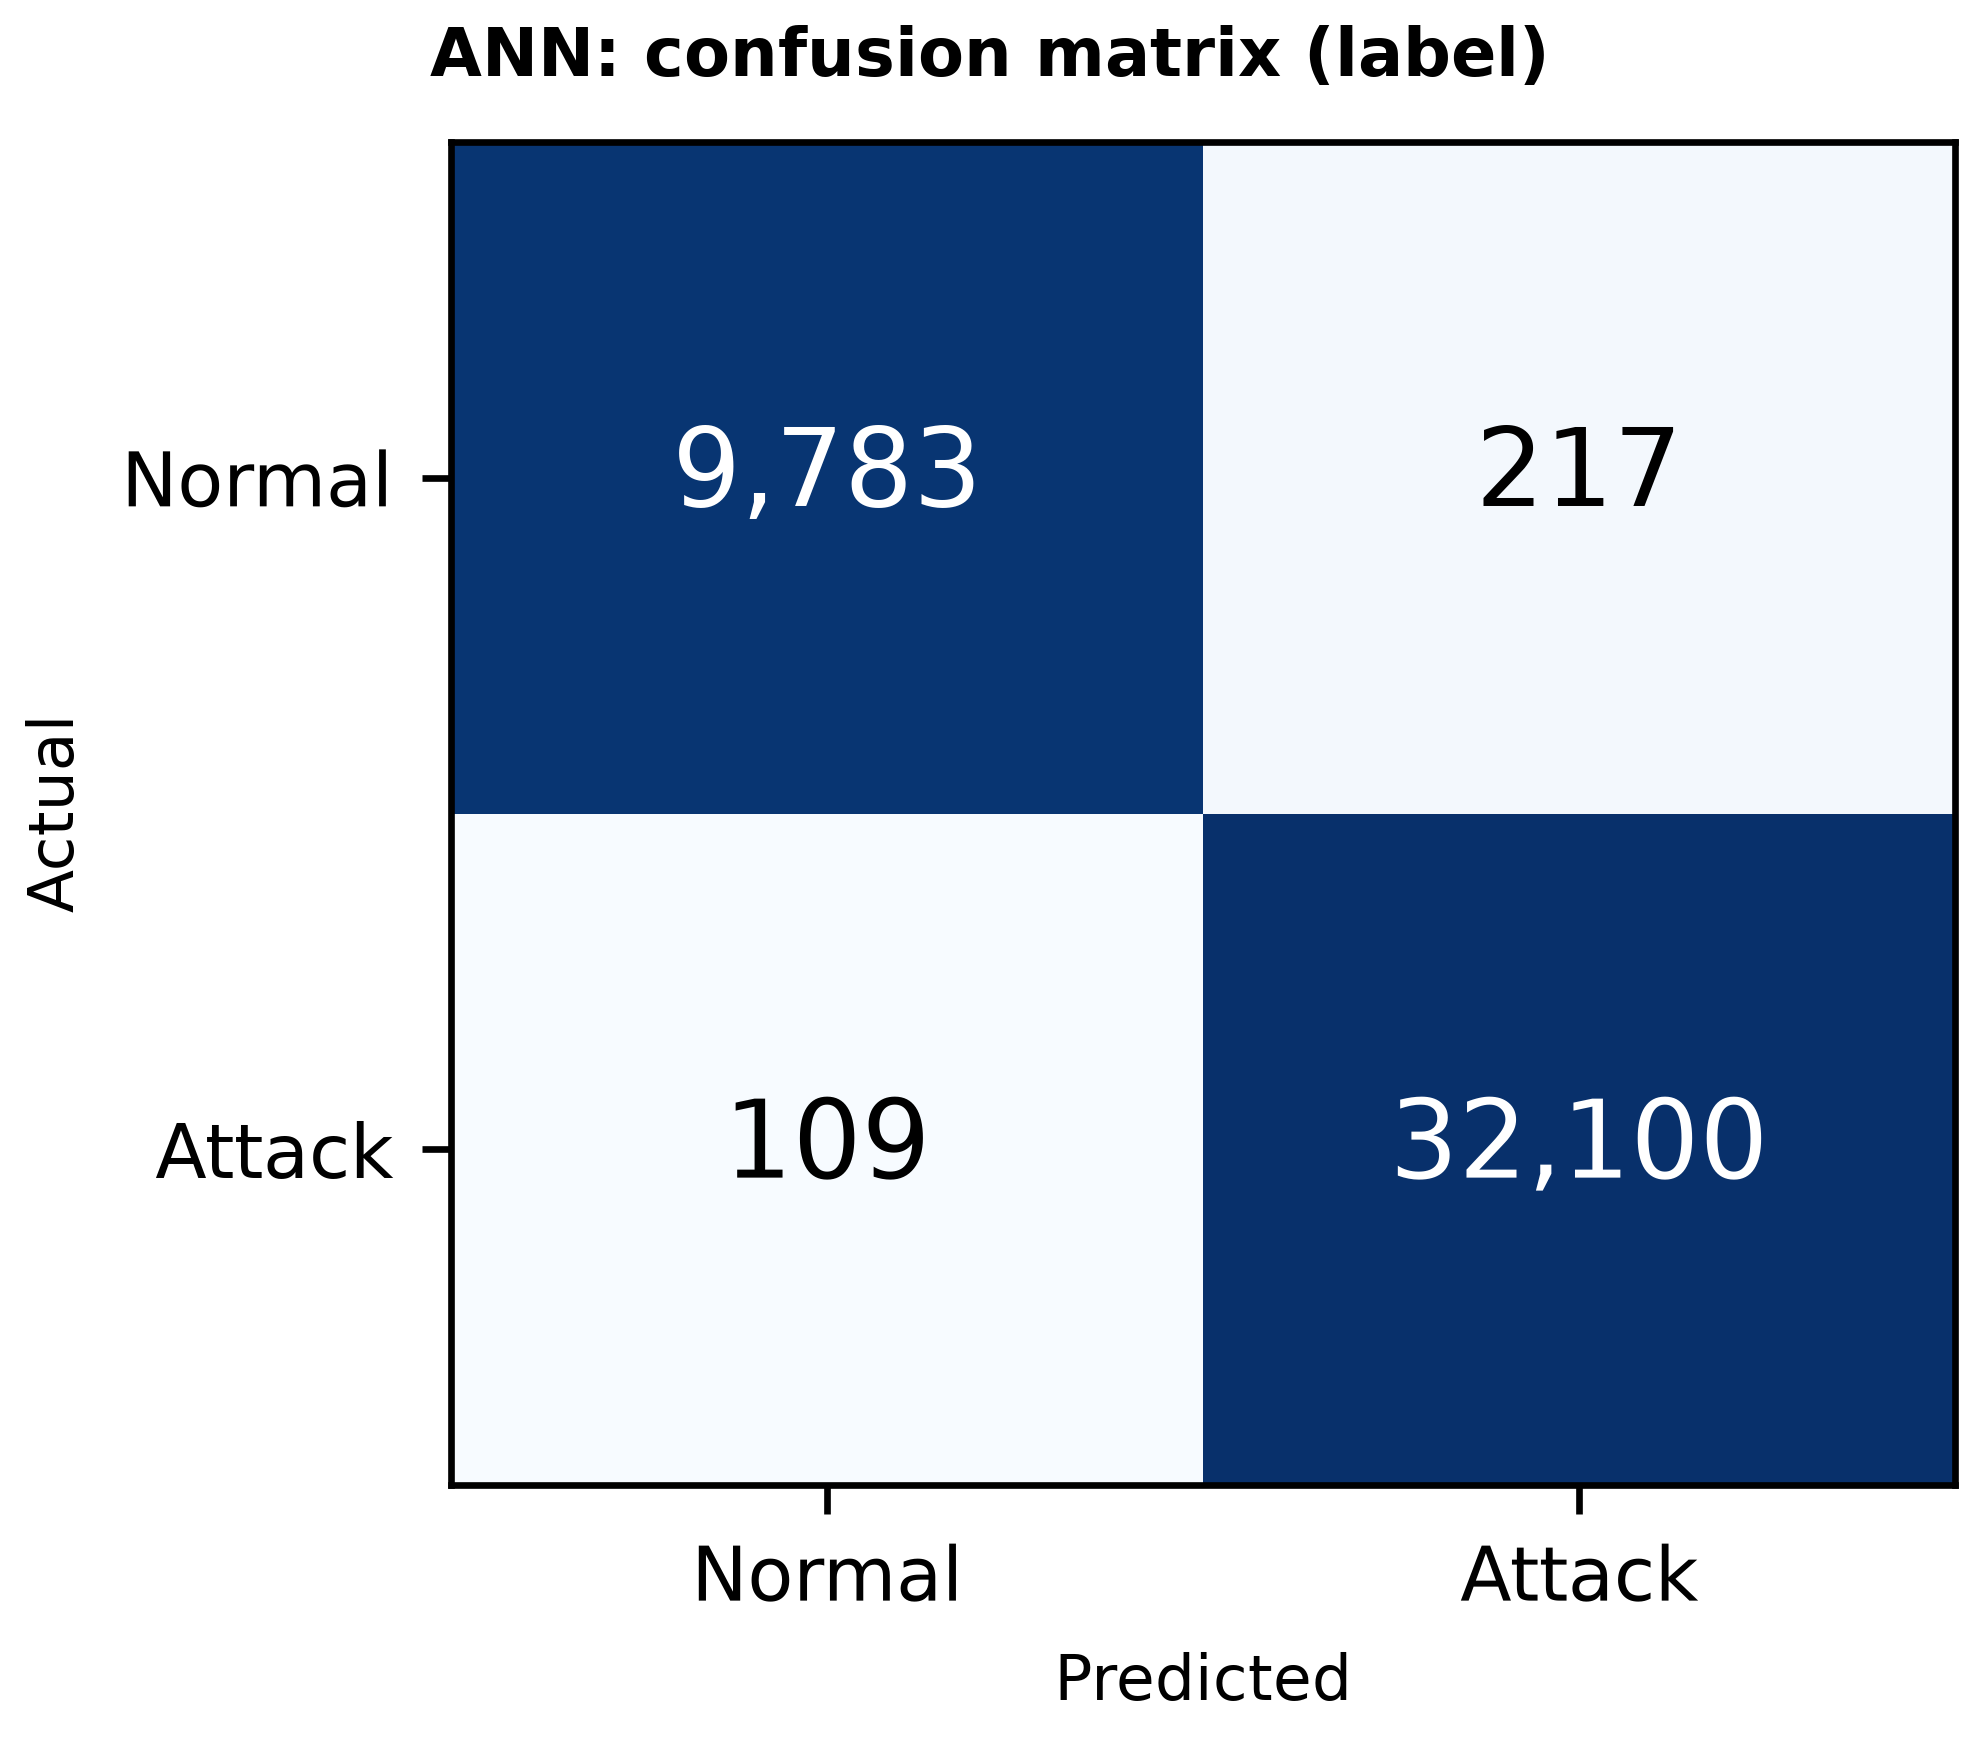 ANN: confusion matrix (label)
Normal
9,783
217
Actual
Attack
109
32,100
Normal
Attack
Predicted